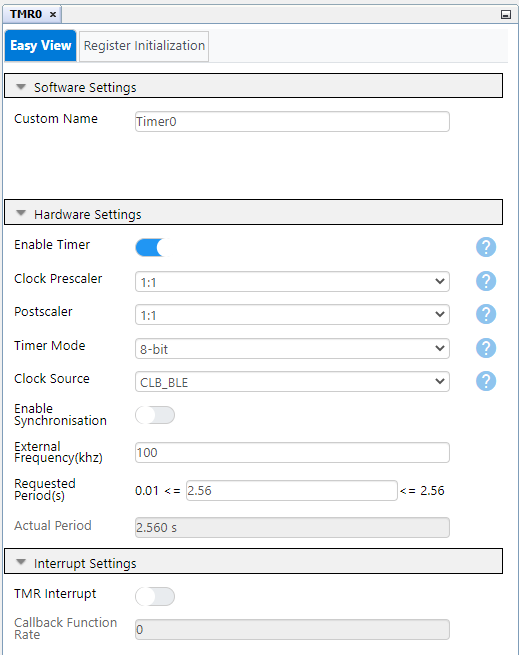 TMR0 ×
Easy View
Register Initialization
Software Settings
Custom Name
Timer0
Hardware Settings
Enable Timer
?
Clock Prescaler
1:1
?
Postscaler
1:1
?
Timer Mode
8-bit
?
Clock Source
CLB_BLE
?
Enable
Synchronisation
External
Frequency(khz)
100
Requested
Period(s)
0.01 <= 2.56 <= 2.56
Actual Period
2.560 s
Interrupt Settings
TMR Interrupt
Callback Function
Rate
0